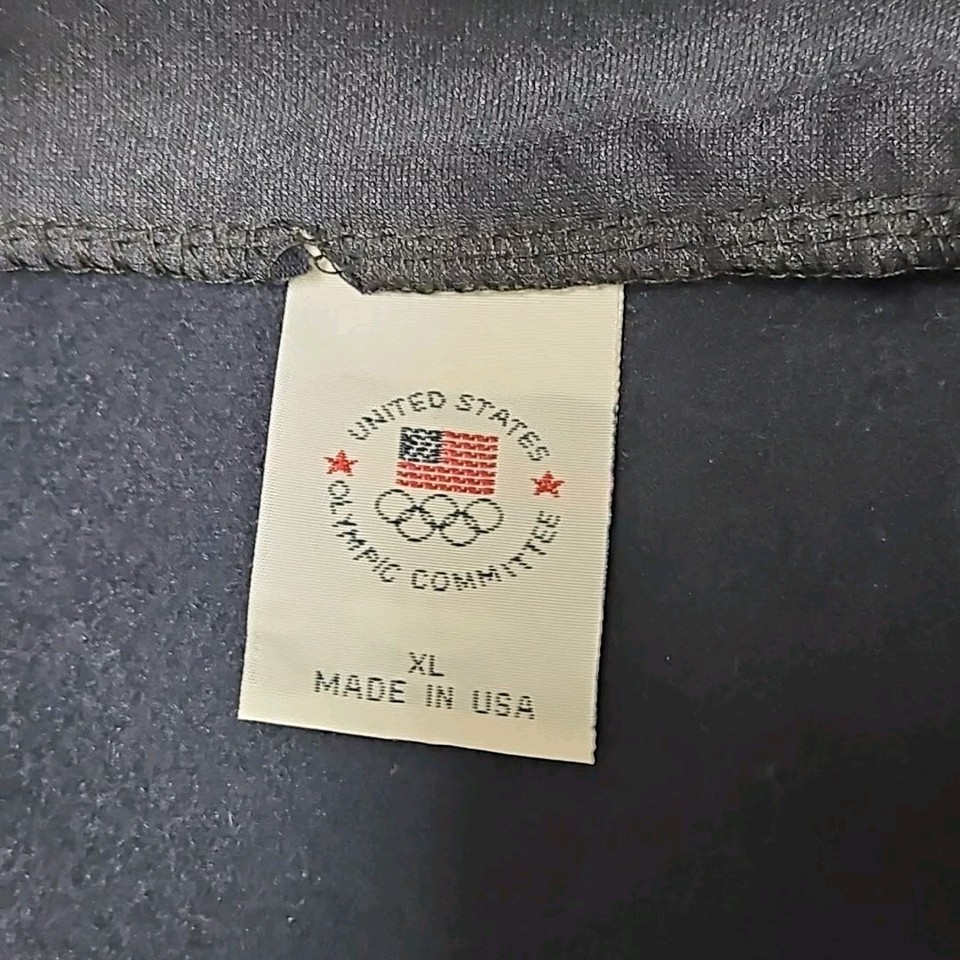 UNITED STATES
OLYMPIC COMMITTEE
XL
MADE IN USA